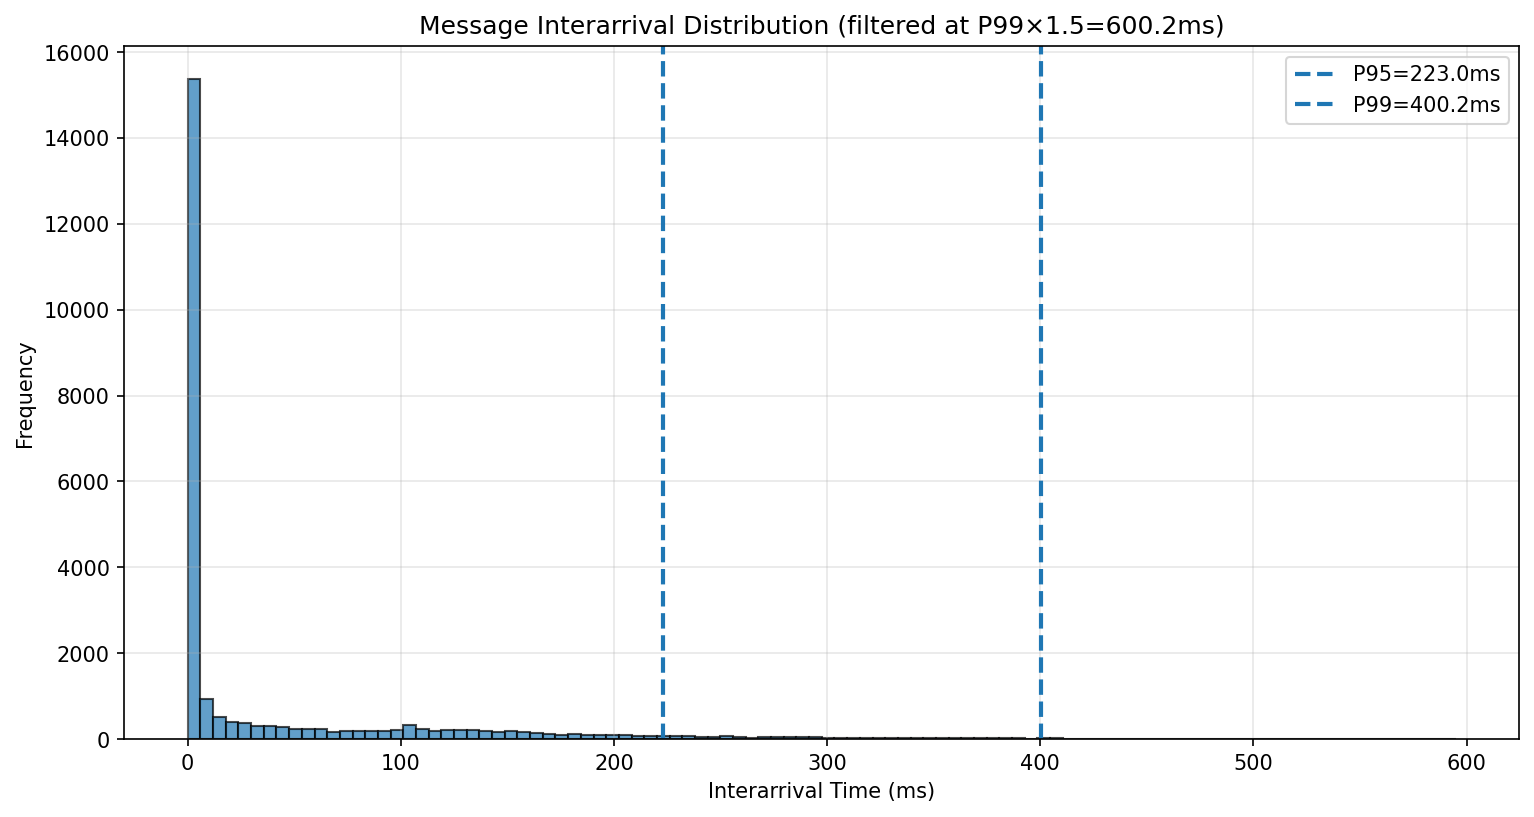 Message Interarrival Distribution (filtered at P99×1.5=600.2ms)
P95=223.0ms
P99=400.2ms
16000
14000
12000
10000
8000
6000
4000
2000
0
Frequency
0 100 200 300 400 500 600
Interarrival Time (ms)